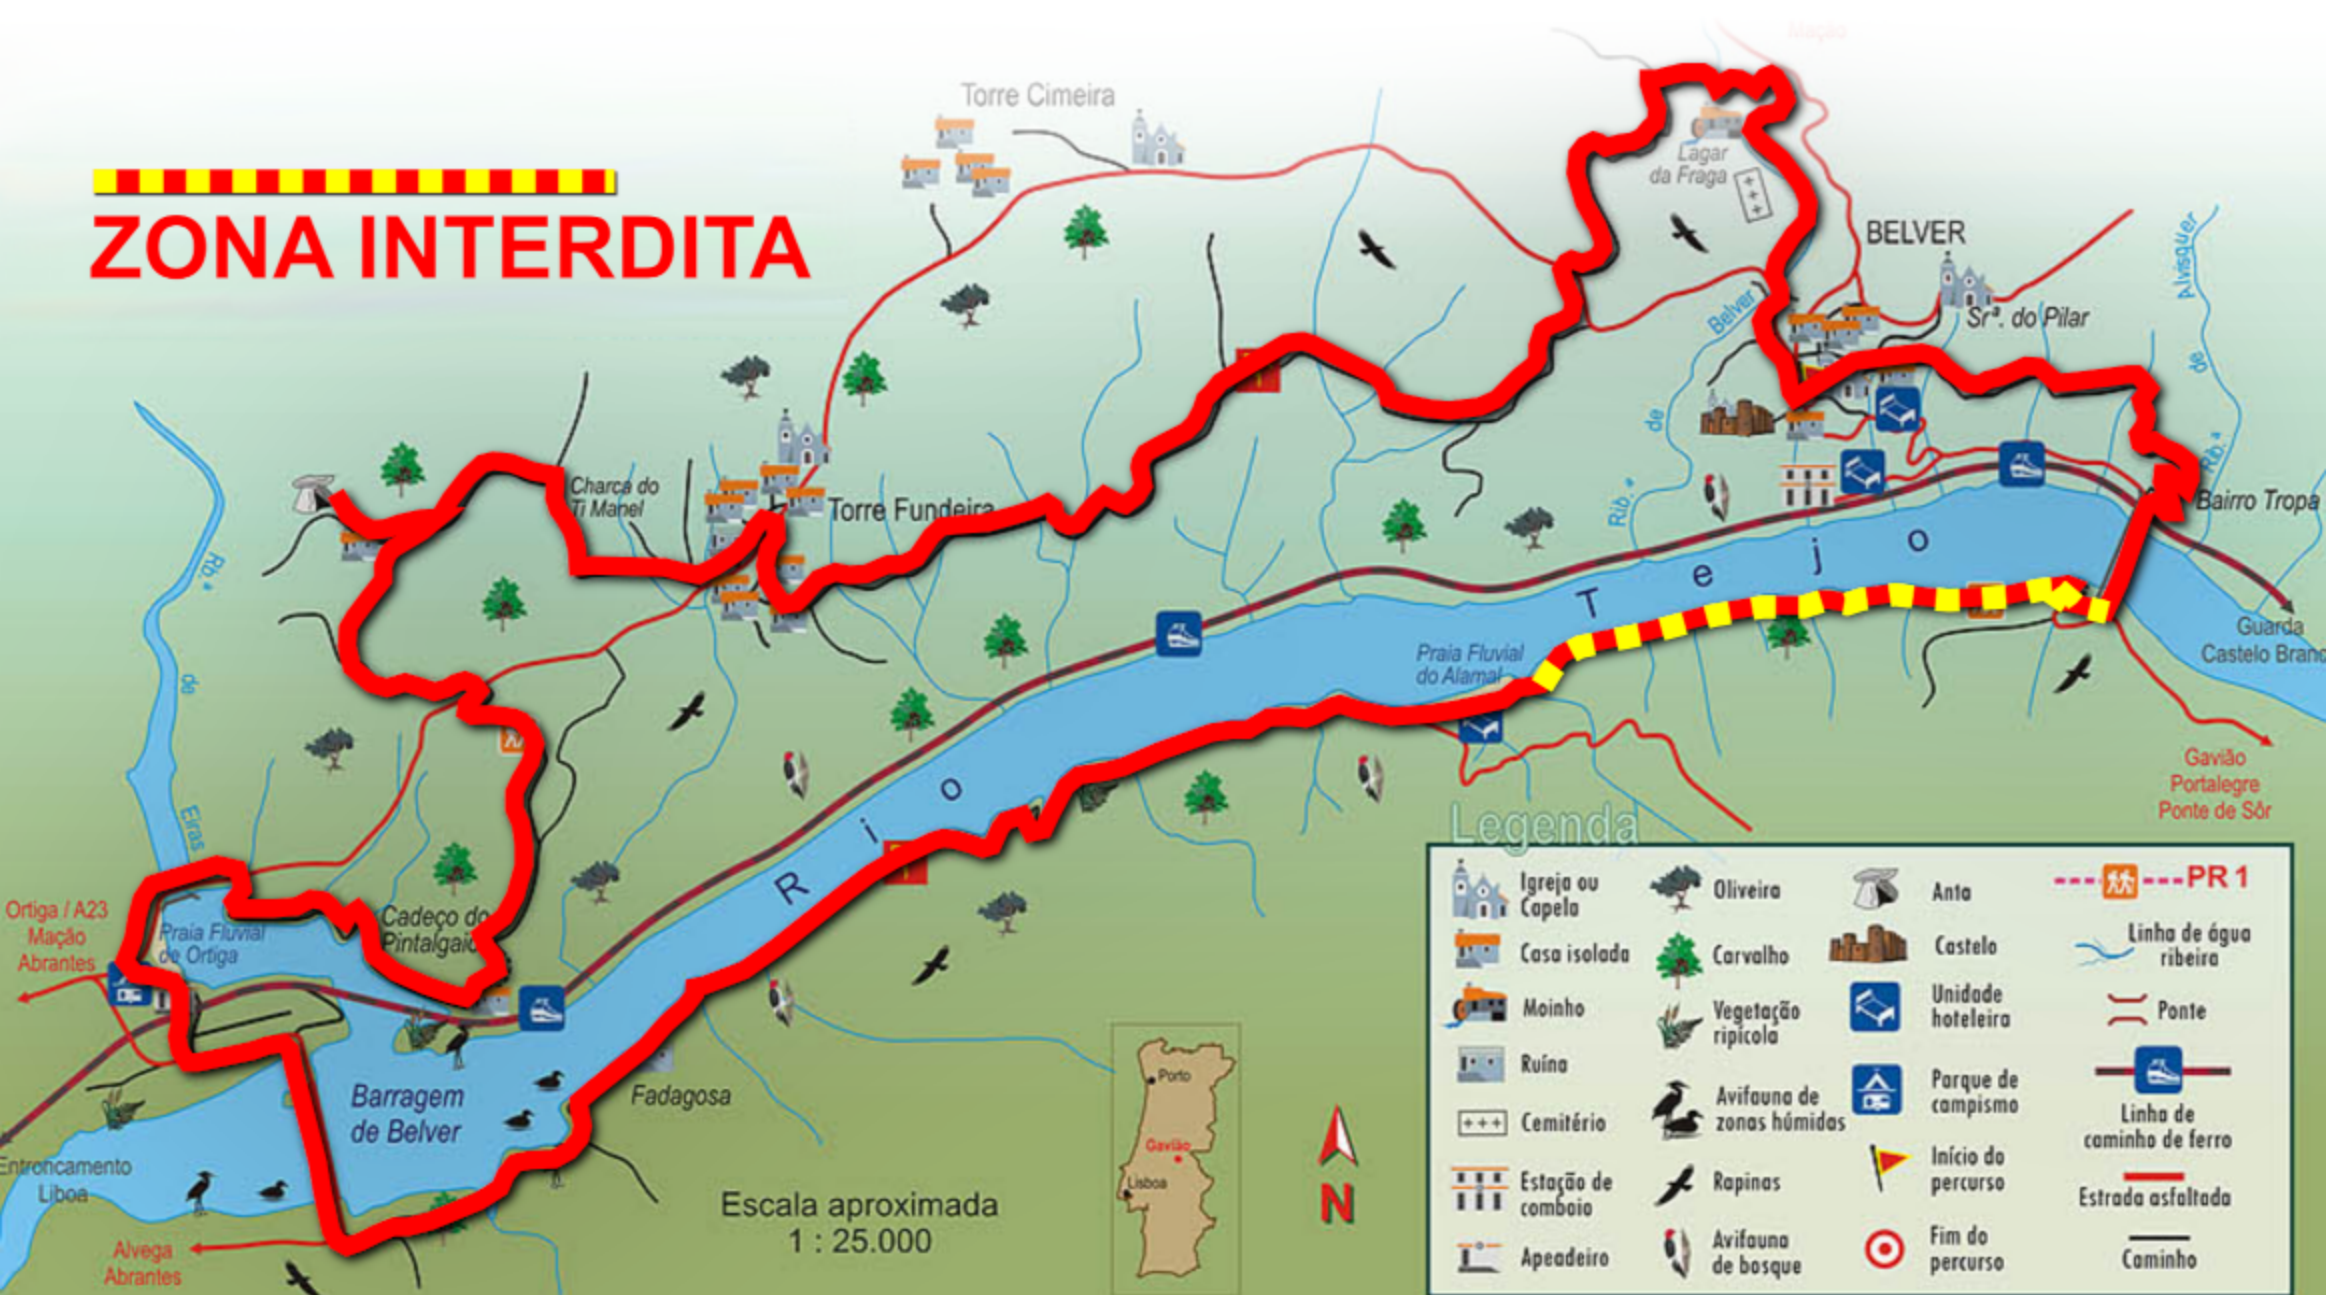 Mação
Torre Cimeira
ZONA INTERDITA
Lagar
da Fraga
BELVER
Srª. do Pilar
Rib.ª de Alvisquer
Rib.ª de Belver
Charca do
Ti Manel
Torre Fundeira
Bairro Tropa
Guarda
Castelo Branc
Rio Tejo
Praia Fluvial
do Alamal
Rb.ª de Eiras
Gavião
Portalegre
Ponte de Sôr
Ortiga / A23
Mação
Abrantes
Praia Fluvial
de Ortiga
Cadeço do
Pintalgaio
Barragem
de Belver
Fadagosa
Entroncamento
Liboa
Alvega
Abrantes
Escala aproximada
1 : 25.000
Porto
Gavião
Lisboa
N
Legenda
Igreja ou
Capela
Casa isolada
Moinho
Ruína
Cemitério
Estação de
comboio
Apeadeiro
Oliveira
Carvalho
Vegetação
ripícola
Avifauna de
zonas húmidas
Rapinas
Avifauna
de bosque
Anta
Castelo
Unidade
hoteleira
Parque de
campismo
Início do
percurso
Fim do
percurso
PR 1
Linha de água
ribeira
Ponte
Linha de
caminho de ferro
Estrada asfaltada
Caminho